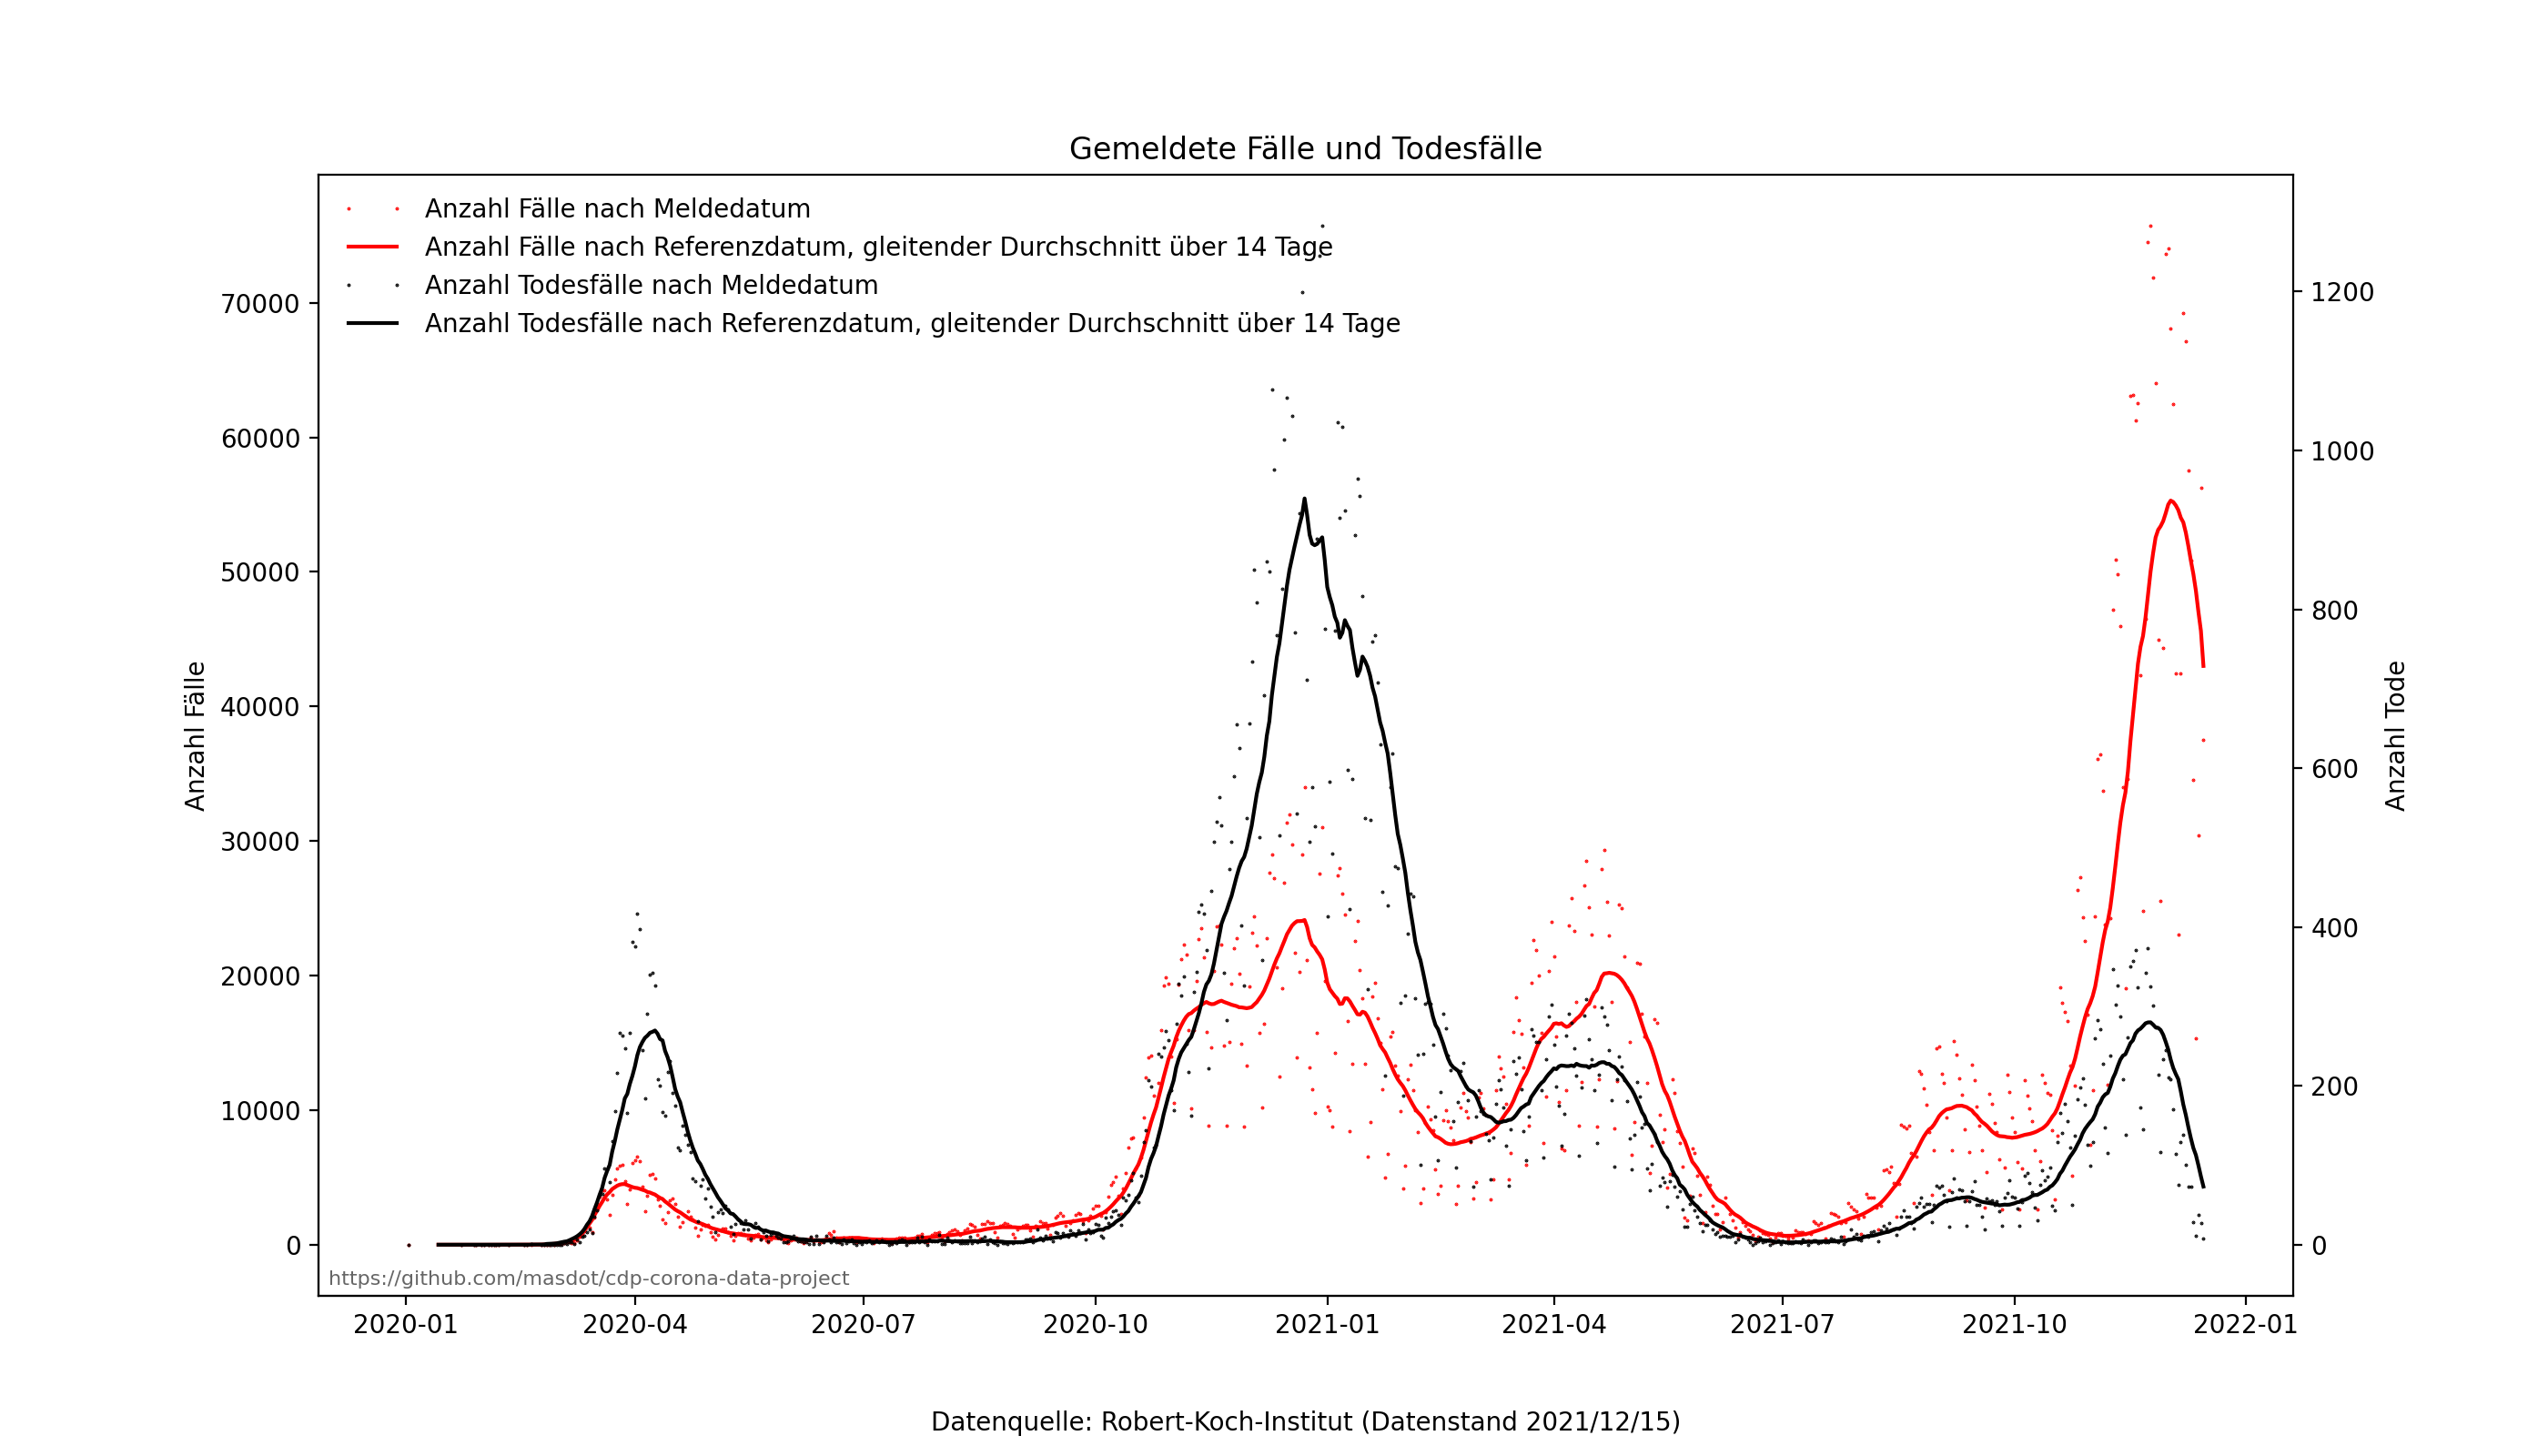 Gemeldete Fälle und Todesfälle
Anzahl Fälle nach Meldedatum
Anzahl Fälle nach Referenzdatum, gleitender Durchschnitt über 14 Tage
Anzahl Todesfälle nach Meldedatum
Anzahl Todesfälle nach Referenzdatum, gleitender Durchschnitt über 14 Tage
70000
60000
50000
40000
30000
20000
10000
0
Anzahl Fälle
1200
1000
800
600
400
200
0
Anzahl Tode
https://github.com/masdot/cdp-corona-data-project
2020-01 2020-04 2020-07 2020-10 2021-01 2021-04 2021-07 2021-10 2022-01
Datenquelle: Robert-Koch-Institut (Datenstand 2021/12/15)